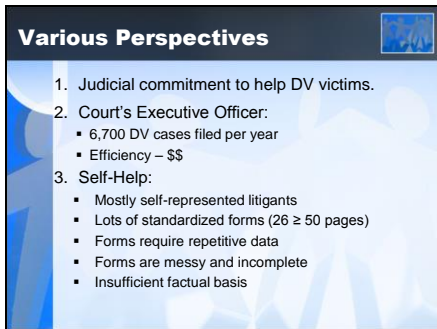 Various Perspectives
1. Judicial commitment to help DV victims.
2. Court's Executive Officer:
▪ 6,700 DV cases filed per year
▪ Efficiency – $$
3. Self-Help:
▪ Mostly self-represented litigants
▪ Lots of standardized forms (26 ≥ 50 pages)
▪ Forms require repetitive data
▪ Forms are messy and incomplete
▪ Insufficient factual basis